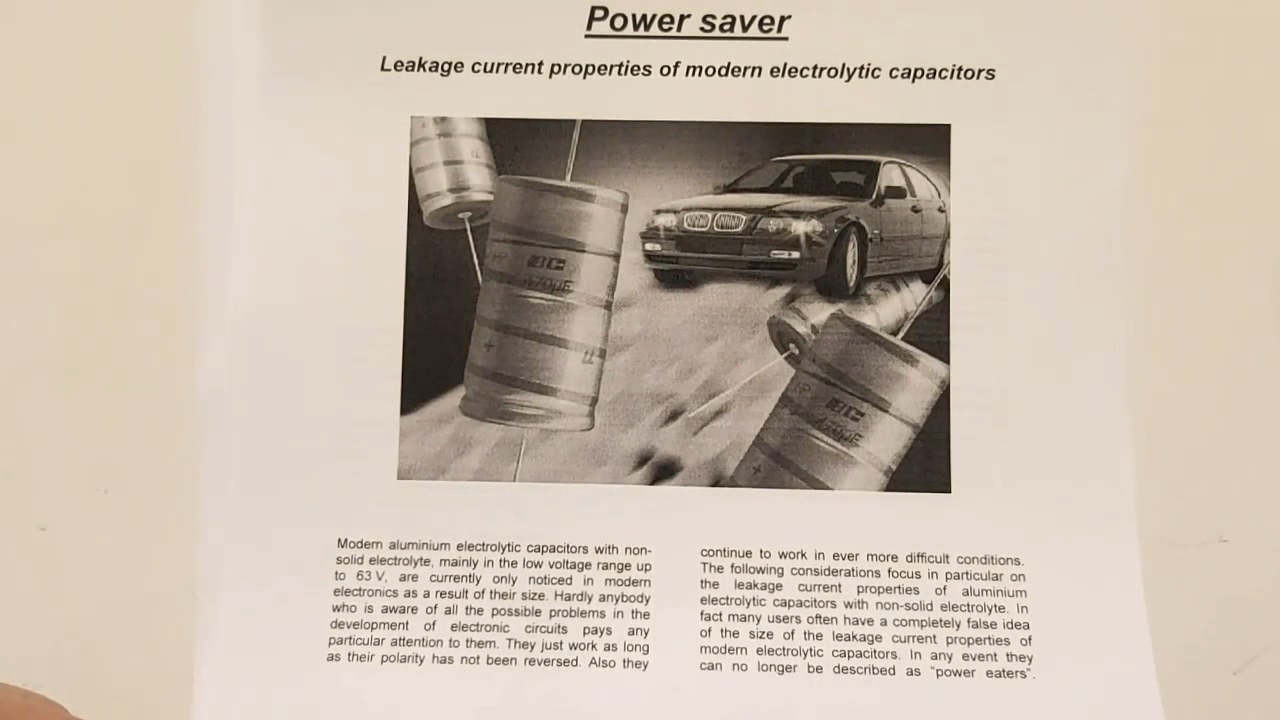 Power saver
Leakage current properties of modern electrolytic capacitors
BC
BC
+
+
Modern aluminium electrolytic capacitors with non-
solid electrolyte, mainly in the low voltage range up
to 63 V, are currently only noticed in modern
electronics as a result of their size. Hardly anybody
who is aware of all the possible problems in the
development of electronic circuits pays any
particular attention to them. They just work as long
as their polarity has not been reversed. Also they
continue to work in ever more difficult conditions.
The following considerations focus in particular on
the leakage current properties of aluminium
electrolytic capacitors with non-solid electrolyte. In
fact many users often have a completely false idea
of the size of the leakage current properties of
modern electrolytic capacitors. In any event they
can no longer be described as "power eaters".